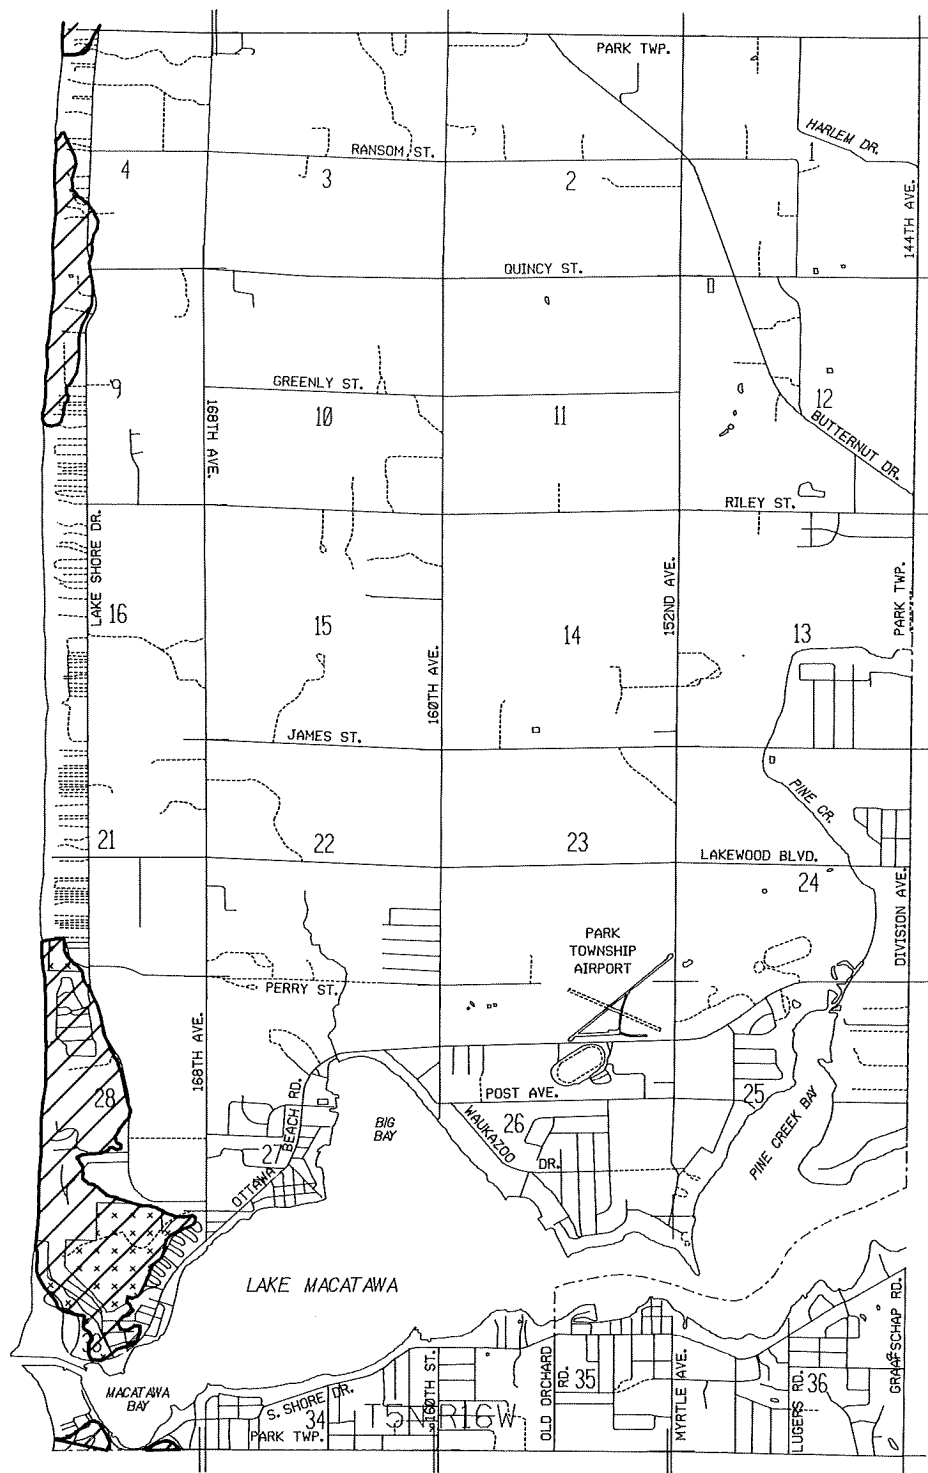 PARK TWP.
HARLEM DR.
RANSOM ST.
1
4
3
2
144TH AVE.
QUINCY ST.
GREENLY ST.
9
168TH AVE.
10
11
12
BUTTERNUT DR.
RILEY ST.
LAKE SHORE DR.
152ND AVE.
PARK TWP.
16
15
14
13
160TH AVE.
JAMES ST.
PINE CR.
21
22
23
LAKEWOOD BLVD.
24
DIVISION AVE.
PARK
TOWNSHIP
AIRPORT
PERRY ST.
168TH AVE.
28
POST AVE.
25
BEACH RD.
OTTAWA
27
BIG
BAY
WAUKAZOO
DR.
26
PINE CREEK BAY
LAKE MACATAWA
GRAAFSCHAP RD.
MACATAWA
BAY
S. SHORE DR.
34
PARK TWP.
T5N R16W
160TH ST.
OLD ORCHARD
RD.
35
MYRTLE AVE.
LUGERS RD.
36